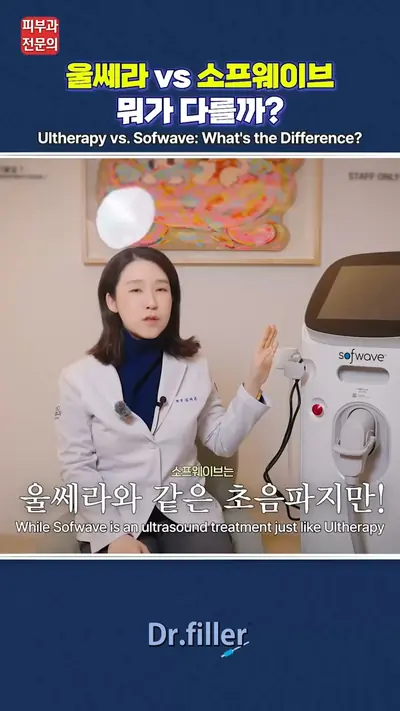 피부과
전문의
울쎄라 vs 소프웨이브
뭐가 다를까?
Ultherapy vs. Sofwave: What's the Difference?
STAFF ONLY
sofwave
소프웨이브는
울쎄라와 같은 초음파지만!
While Sofwave is an ultrasound treatment just like Ultherapy
Dr.filler